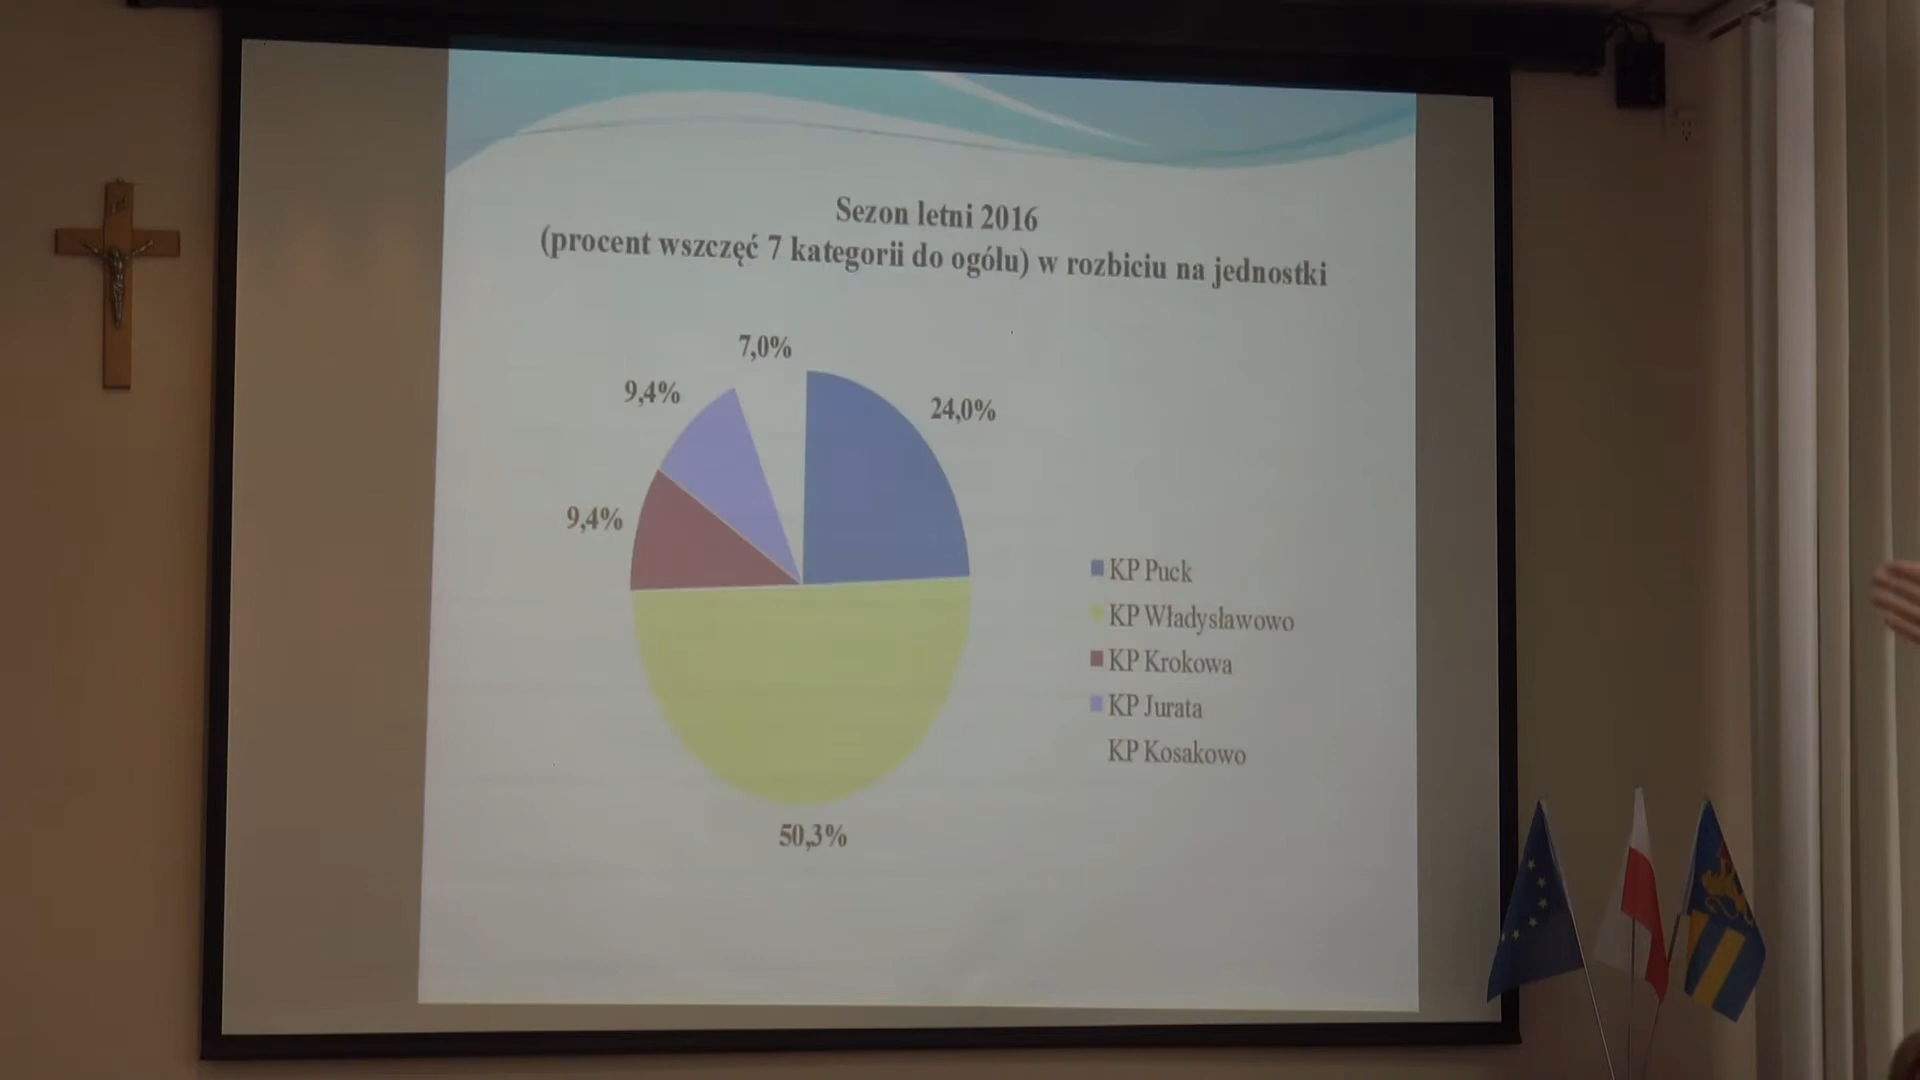 Sezon letni 2016
(procent wszczęć 7 kategorii do ogółu) w rozbiciu na jednostki
7,0%
9,4%
24,0%
9,4%
50,3%
KP Puck
KP Władysławowo
KP Krokowa
KP Jurata
KP Kosakowo